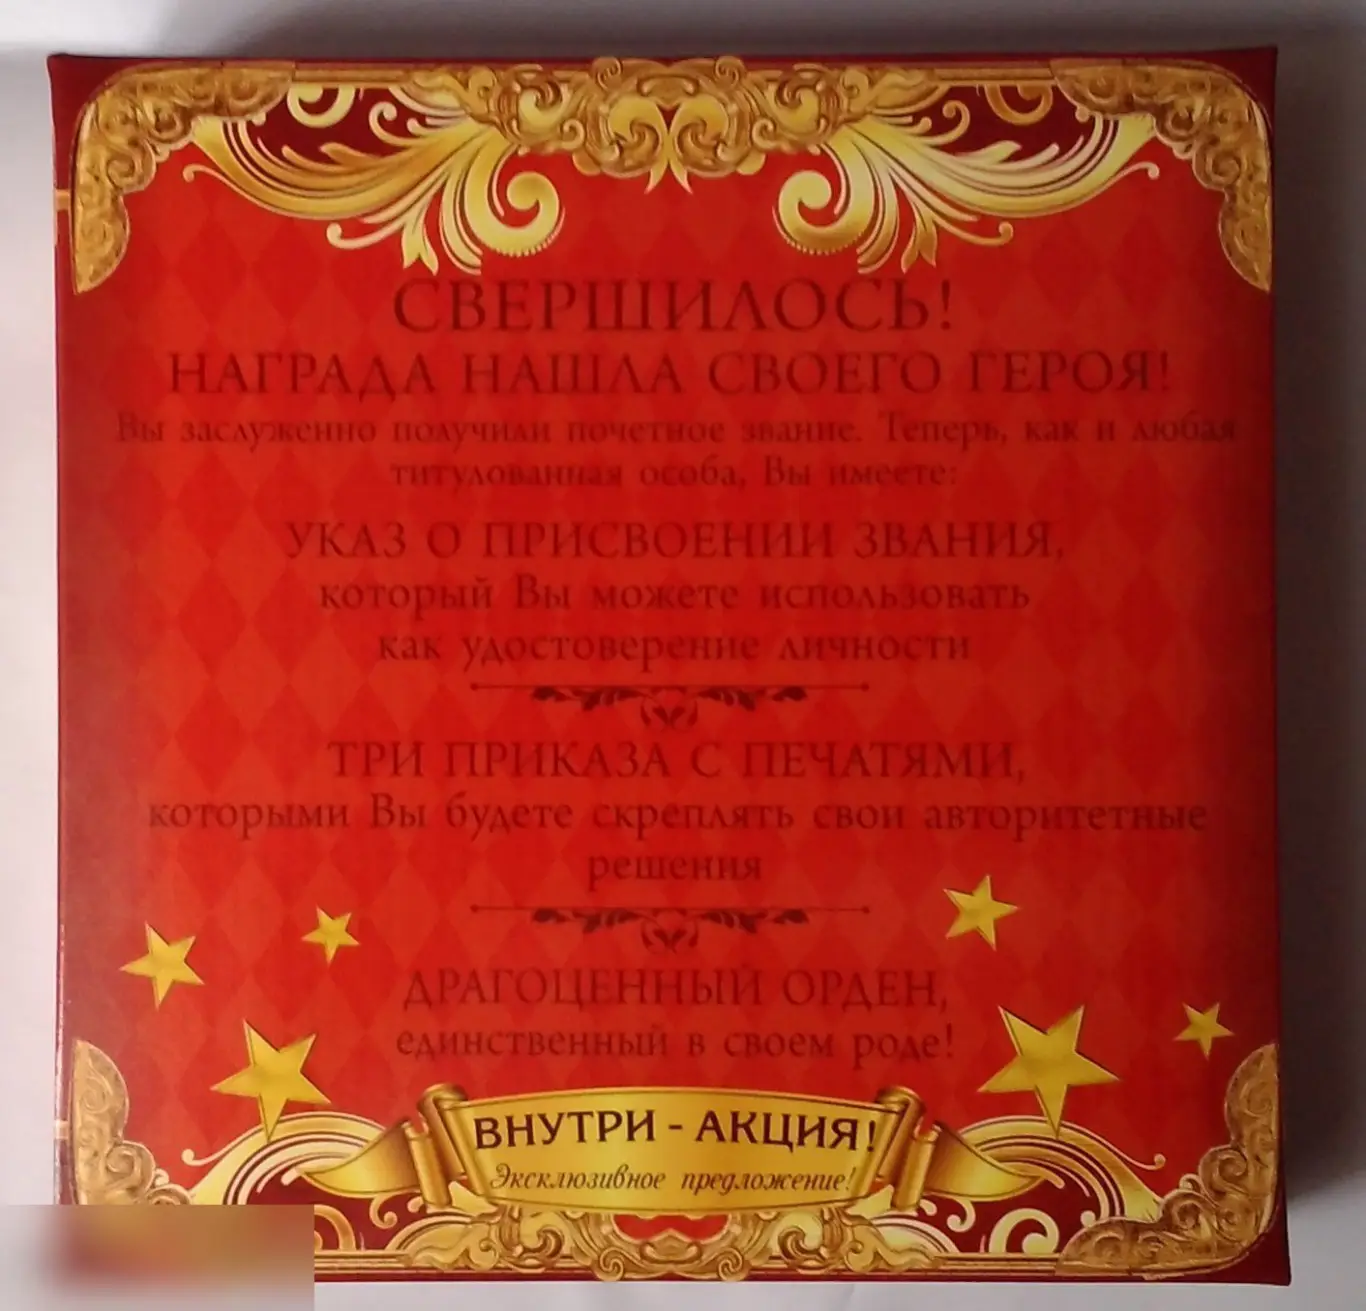 СВЕРШИЛОСЬ!
НАГРАДА НАШЛА СВОЕГО ГЕРОЯ!
Вы заслуженно получили почетное звание. Теперь, как и любая
титулованная особа, Вы имеете:
УКАЗ О ПРИСВОЕНИИ ЗВАНИЯ,
который Вы можете использовать
как удостоверение личности
ТРИ ПРИКАЗА С ПЕЧАТЯМИ,
которыми Вы будете скреплять свои авторитетные
решения
ДРАГОЦЕННЫЙ ОРДЕН,
единственный в своем роде!
ВНУТРИ - АКЦИЯ!
Эксклюзивное предложение!